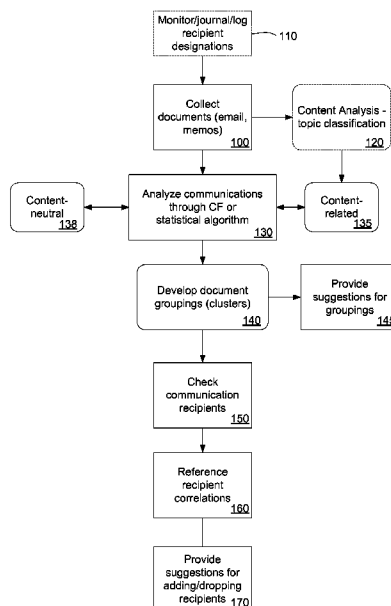 Monitor/journal/log
recipient
designations
110
Collect
documents (email,
memos)
100
Content Analysis -
topic classification
120
Content-
neutral
138
Analyze communications
through CF or
statistical algorithm
130
Content-
related
135
Develop document
groupings (clusters)
140
Provide
suggestions for
groupings
145
Check
communication
recipients
150
Reference
recipient
correlations
160
Provide
suggestions for
adding/dropping
recipients
170